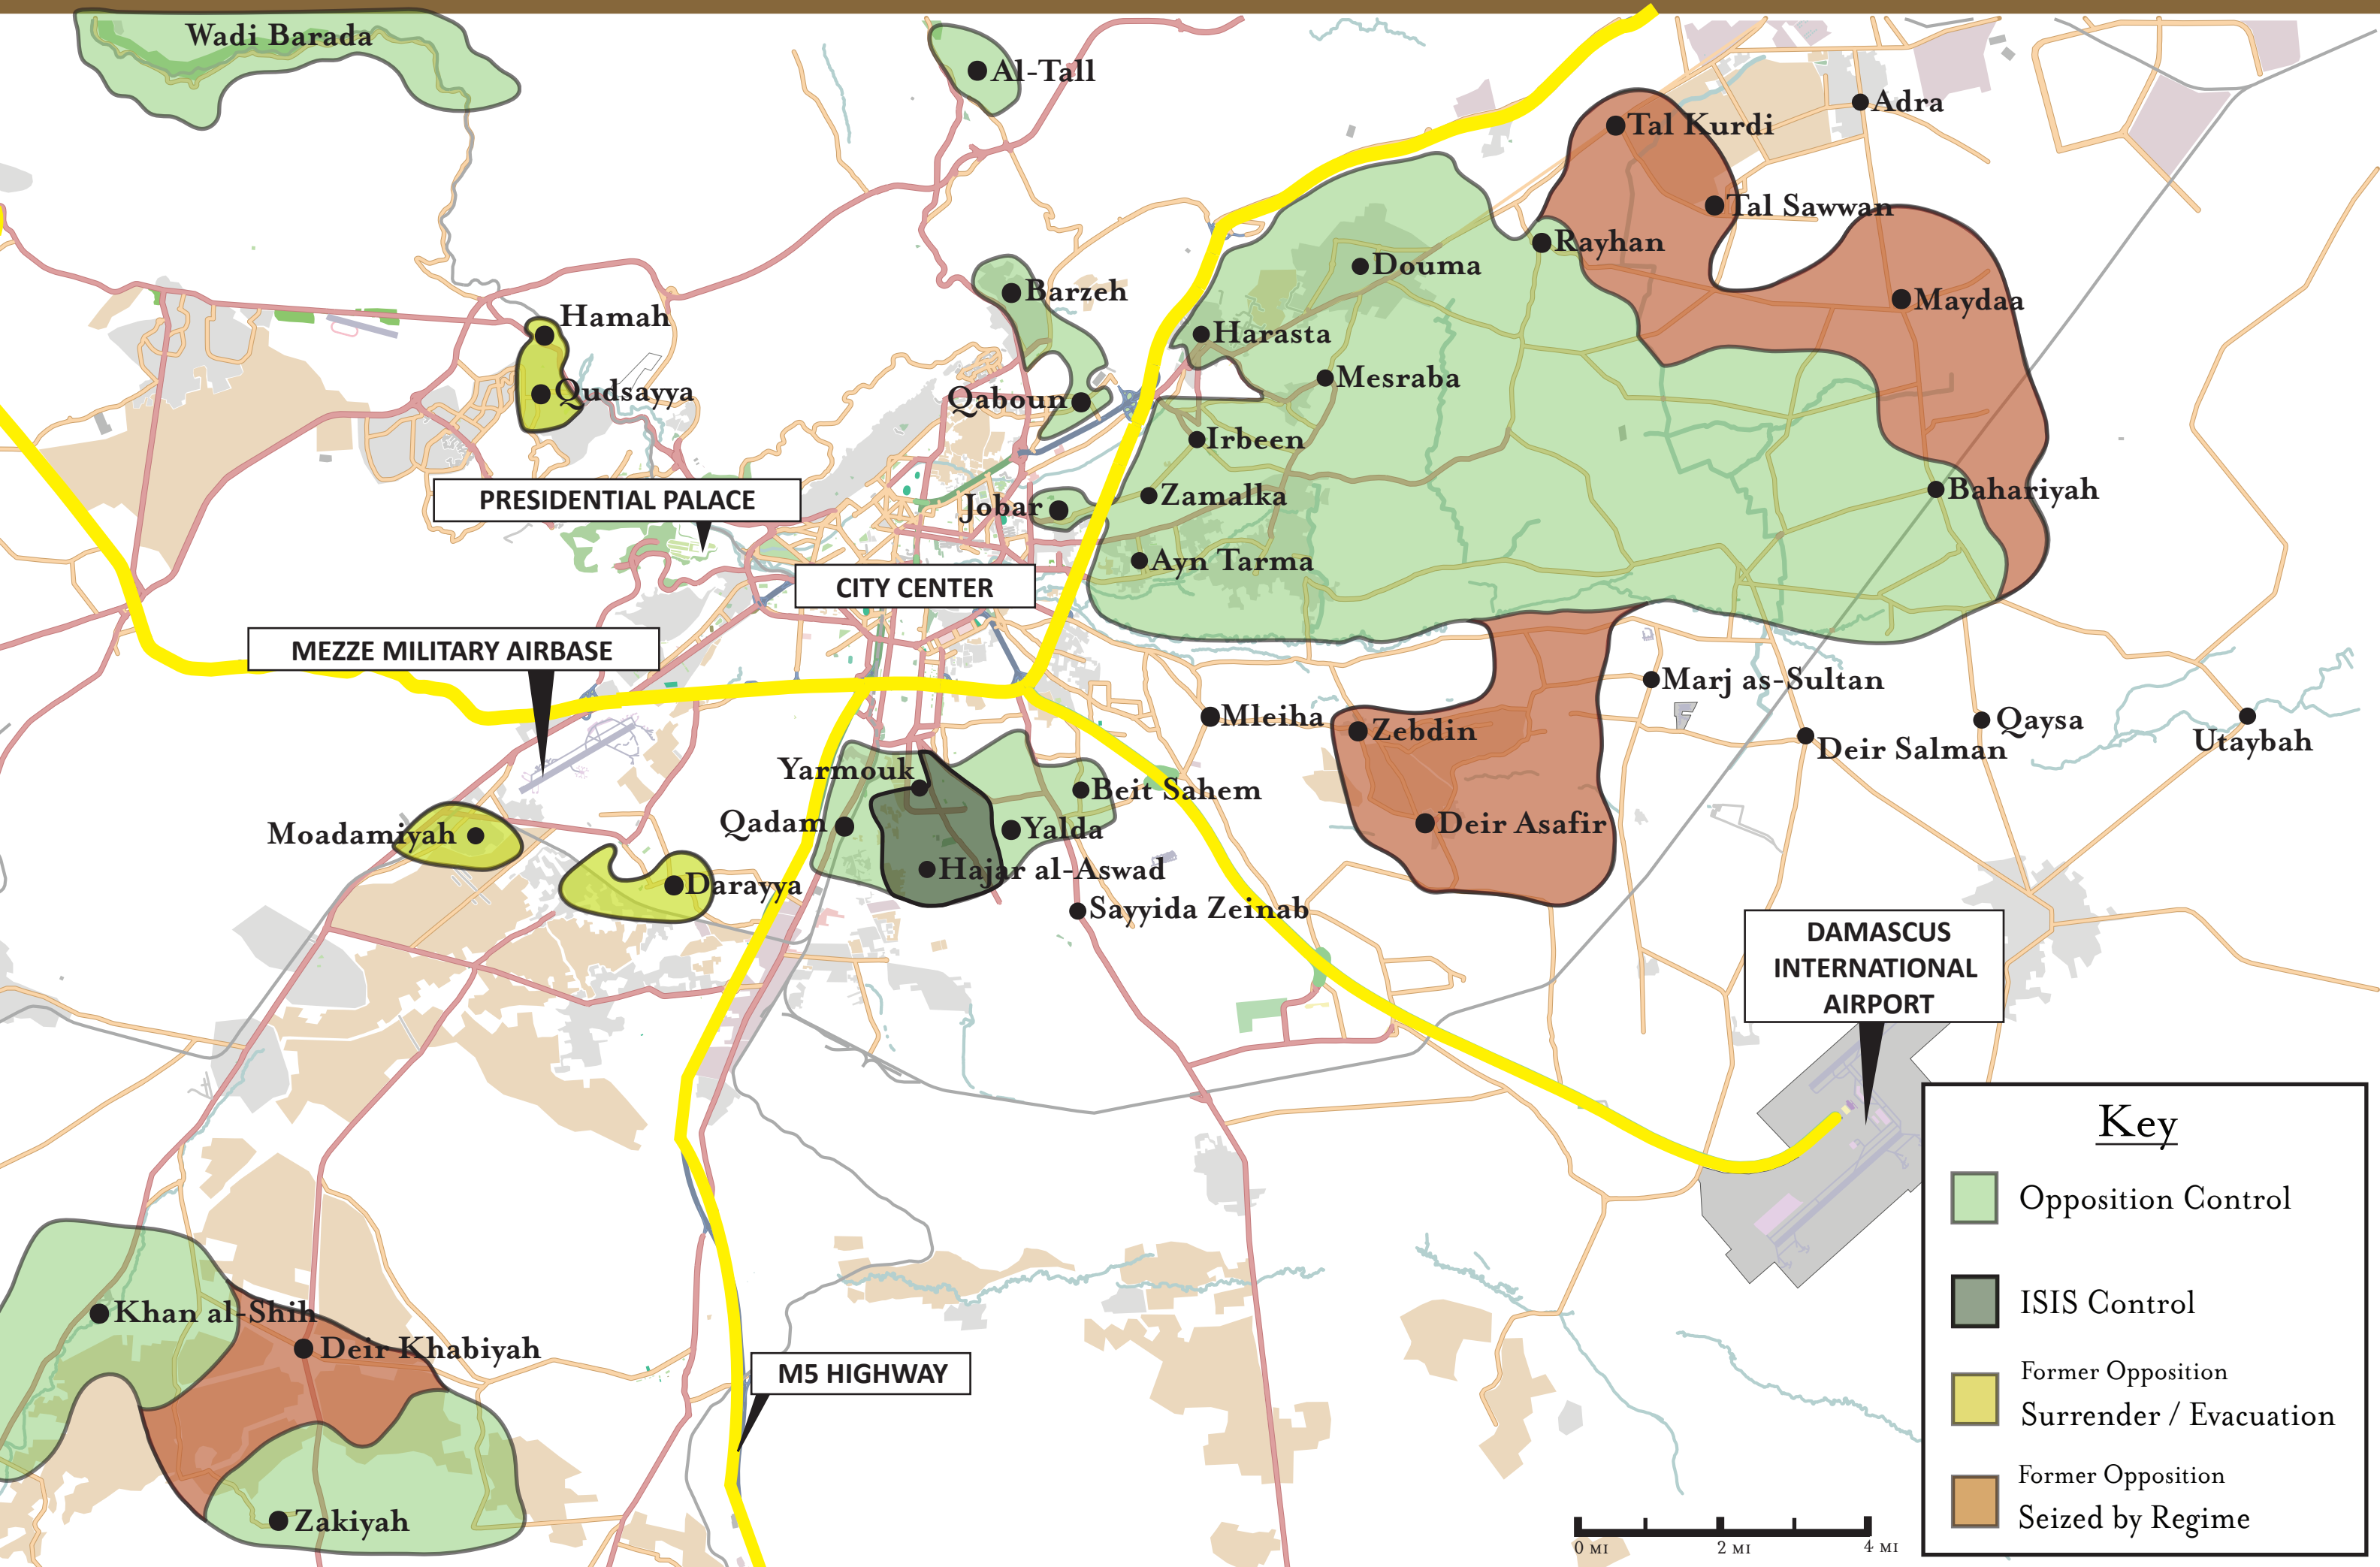 Wadi Barada
Al-Tall
Adra
Tal Kurdi
Tal Sawwan
Rayhan
Douma
Barzeh
Maydaa
Hamah
Harasta
Mesraba
Qudsayya
Qaboun
Irbeen
PRESIDENTIAL PALACE
Zamalka
Jobar
Bahariyah
Ayn Tarma
CITY CENTER
MEZZE MILITARY AIRBASE
Marj as-Sultan
Mleiha
Zebdin
Qaysa
Deir Salman
Utaybah
Yarmouk
Beit Sahem
Qadam
Yalda
Deir Asafir
Moadamiyah
Hajar al-Aswad
Darayya
Sayyida Zeinab
DAMASCUS
INTERNATIONAL
AIRPORT
Khan al-Shih
Deir Khabiyah
M5 HIGHWAY
Zakiyah
Key
Opposition Control
ISIS Control
Former Opposition
Surrender / Evacuation
Former Opposition
Seized by Regime
0 MI 2 MI 4 MI